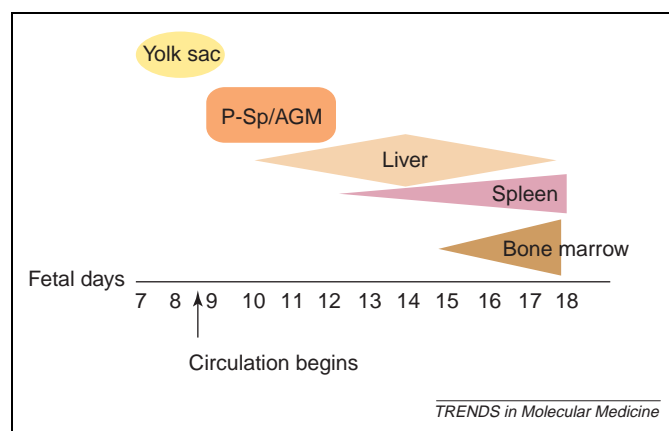 Yolk sac
P-Sp/AGM
Liver
Spleen
Bone marrow
Fetal days
7 8 9 10 11 12 13 14 15 16 17 18
Circulation begins
TRENDS in Molecular Medicine